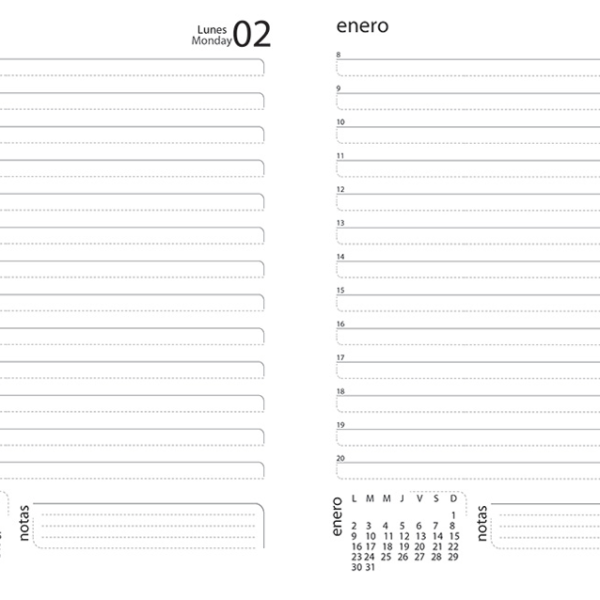 Lunes
Monday 02
notas
enero
8
9
10
11
12
13
14
15
16
17
18
19
20
enero
L M M J V S D
1
2 3 4 5 6 7 8
9 10 11 12 13 14 15
16 17 18 19 20 21 22
23 24 25 26 27 28 29
30 31
notas